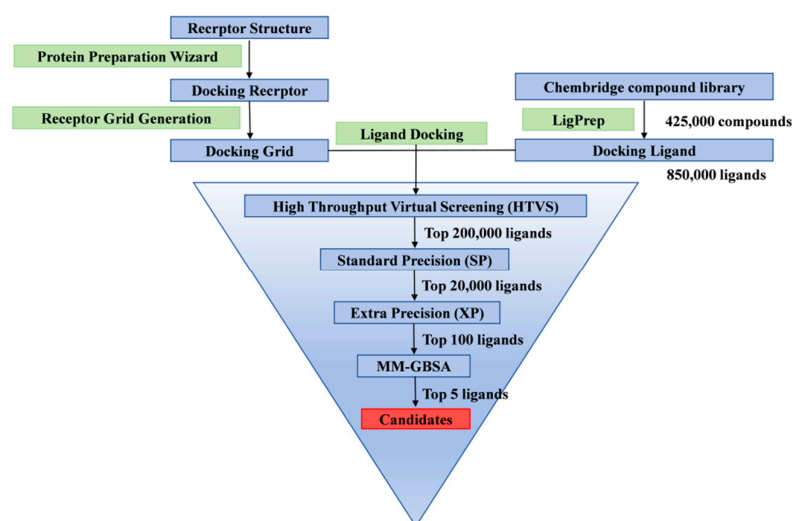 Recrptor Structure
Protein Preparation Wizard
Docking Recrptor
Chembridge compound library
Receptor Grid Generation
LigPrep
425,000 compounds
Ligand Docking
Docking Grid
Docking Ligand
850,000 ligands
High Throughput Virtual Screening (HTVS)
Top 200,000 ligands
Standard Precision (SP)
Top 20,000 ligands
Extra Precision (XP)
Top 100 ligands
MM-GBSA
Top 5 ligands
Candidates